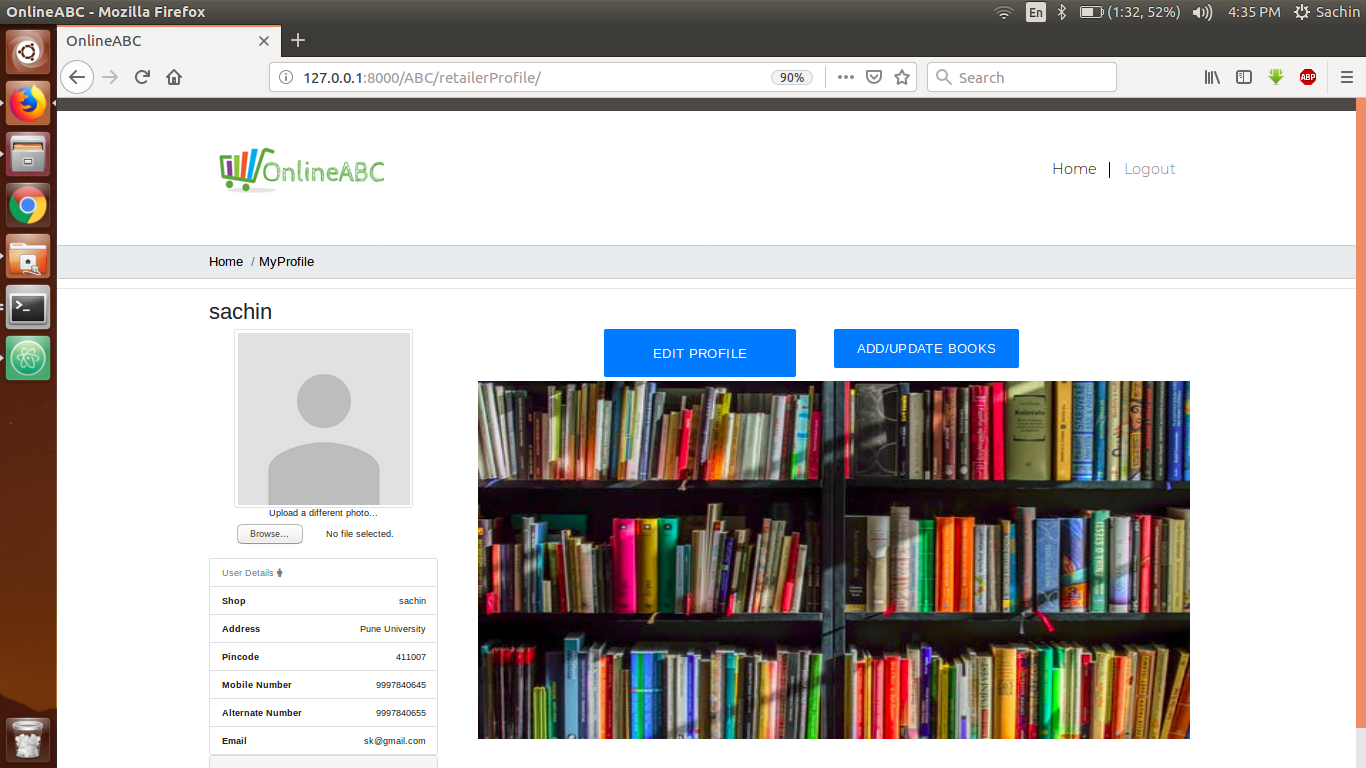 OnlineABC - Mozilla Firefox
En (1:32, 52%) 4:35 PM Sachin
OnlineABC
127.0.0.1:8000/ABC/retailerProfile/ 90% Search ABP
OnlineABC
Home Logout
Home / MyProfile
sachin
EDIT PROFILE
ADD/UPDATE BOOKS
Upload a different photo...
Browse... No file selected.
User Details
Shop sachin
Address Pune University
Pincode 411007
Mobile Number 9997840645
Alternate Number 9997840655
Email sk@gmail.com